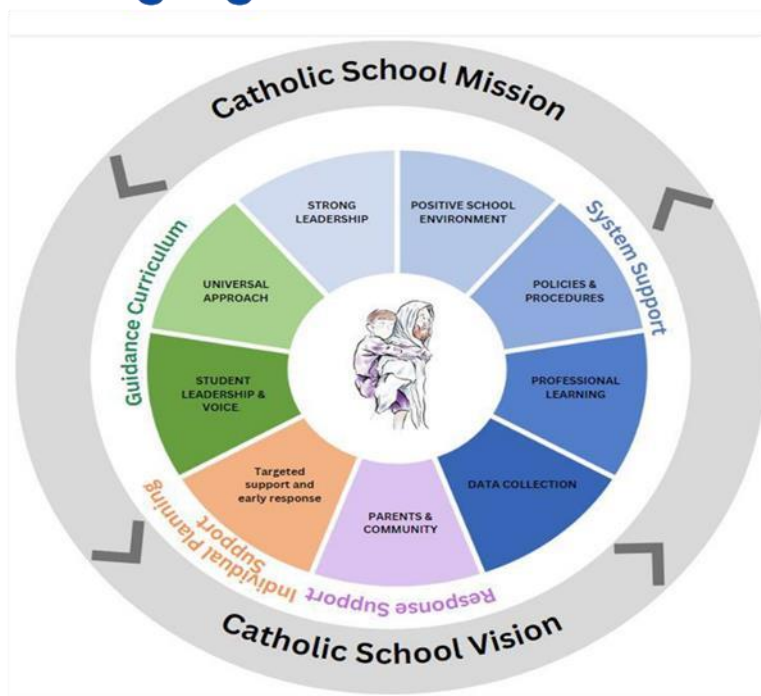 Catholic School Mission
STRONG
LEADERSHIP
POSITIVE SCHOOL
ENVIRONMENT
System Support
POLICIES &
PROCEDURES
PROFESSIONAL
LEARNING
DATA COLLECTION
PARENTS &
COMMUNITY
Response Support
Targeted
support and
early response
Individual Planning
Support
STUDENT
LEADERSHIP &
VOICE
UNIVERSAL
APPROACH
Guidance Curriculum
Catholic School Vision